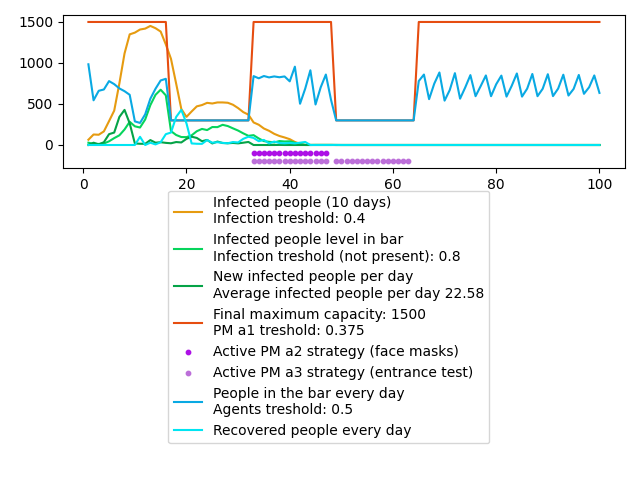 1500
1000
500
0
0 20 40 60 80 100
Infected people (10 days)
Infection treshold: 0.4
Infected people level in bar
Infection treshold (not present): 0.8
New infected people per day
Average infected people per day 22.58
Final maximum capacity: 1500
PM a1 treshold: 0.375
Active PM a2 strategy (face masks)
Active PM a3 strategy (entrance test)
People in the bar every day
Agents treshold: 0.5
Recovered people every day